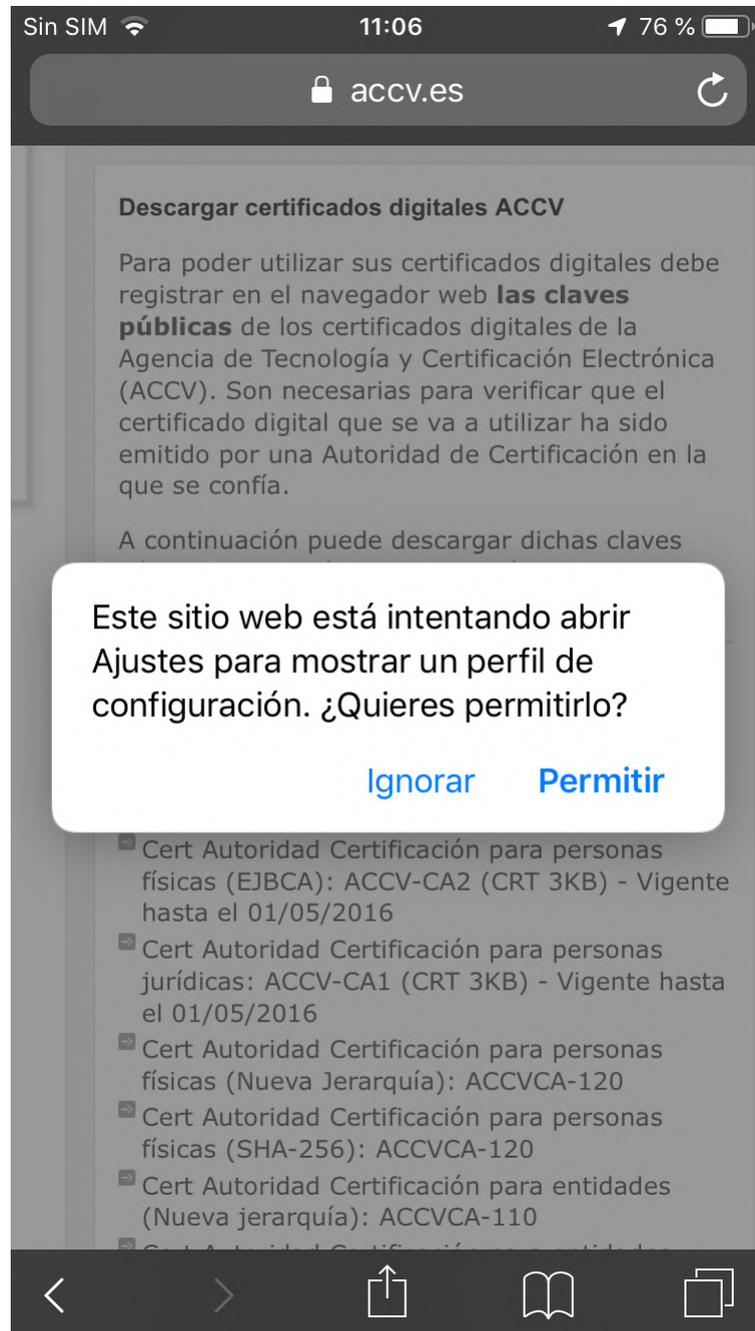 Sin SIM 11:06 76 %
accv.es
Descargar certificados digitales ACCV
Para poder utilizar sus certificados digitales debe
registrar en el navegador web las claves
públicas de los certificados digitales de la
Agencia de Tecnología y Certificación Electrónica
(ACCV). Son necesarias para verificar que el
certificado digital que se va a utilizar ha sido
emitido por una Autoridad de Certificación en la
que se confía.
A continuación puede descargar dichas claves
Este sitio web está intentando abrir
Ajustes para mostrar un perfil de
configuración. ¿Quieres permitirlo?
Ignorar Permitir
Cert Autoridad Certificación para personas
físicas (EJBCA): ACCV-CA2 (CRT 3KB) - Vigente
hasta el 01/05/2016
Cert Autoridad Certificación para personas
jurídicas: ACCV-CA1 (CRT 3KB) - Vigente hasta
el 01/05/2016
Cert Autoridad Certificación para personas
físicas (Nueva Jerarquía): ACCVCA-120
Cert Autoridad Certificación para personas
físicas (SHA-256): ACCVCA-120
Cert Autoridad Certificación para entidades
(Nueva jerarquía): ACCVCA-110